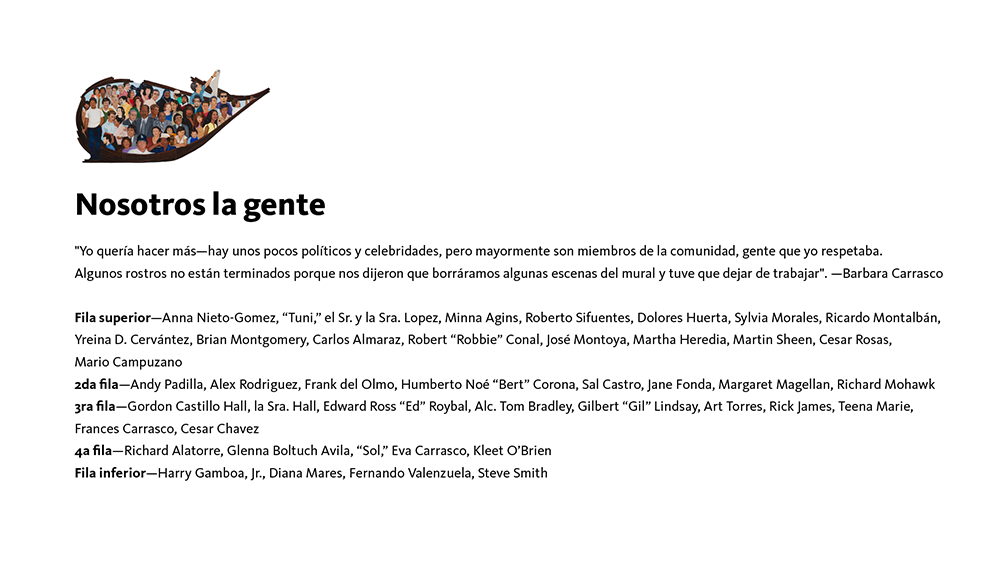 Nosotros la gente
"Yo quería hacer más—hay unos pocos políticos y celebridades, pero mayormente son miembros de la comunidad, gente que yo respetaba.
Algunos rostros no están terminados porque nos dijeron que borráramos algunas escenas del mural y tuve que dejar de trabajar". —Barbara Carrasco
Fila superior—Anna Nieto-Gomez, “Tuni,” el Sr. y la Sra. Lopez, Minna Agins, Roberto Sifuentes, Dolores Huerta, Sylvia Morales, Ricardo Montalbán,
Yreina D. Cervántez, Brian Montgomery, Carlos Almaraz, Robert “Robbie” Conal, José Montoya, Martha Heredia, Martin Sheen, Cesar Rosas,
Mario Campuzano
2da fila—Andy Padilla, Alex Rodriguez, Frank del Olmo, Humberto Noé “Bert” Corona, Sal Castro, Jane Fonda, Margaret Magellan, Richard Mohawk
3ra fila—Gordon Castillo Hall, la Sra. Hall, Edward Ross “Ed” Roybal, Alc. Tom Bradley, Gilbert “Gil” Lindsay, Art Torres, Rick James, Teena Marie,
Frances Carrasco, Cesar Chavez
4a fila—Richard Alatorre, Glenna Boltuch Avila, “Sol,” Eva Carrasco, Kleet O’Brien
Fila inferior—Harry Gamboa, Jr., Diana Mares, Fernando Valenzuela, Steve Smith